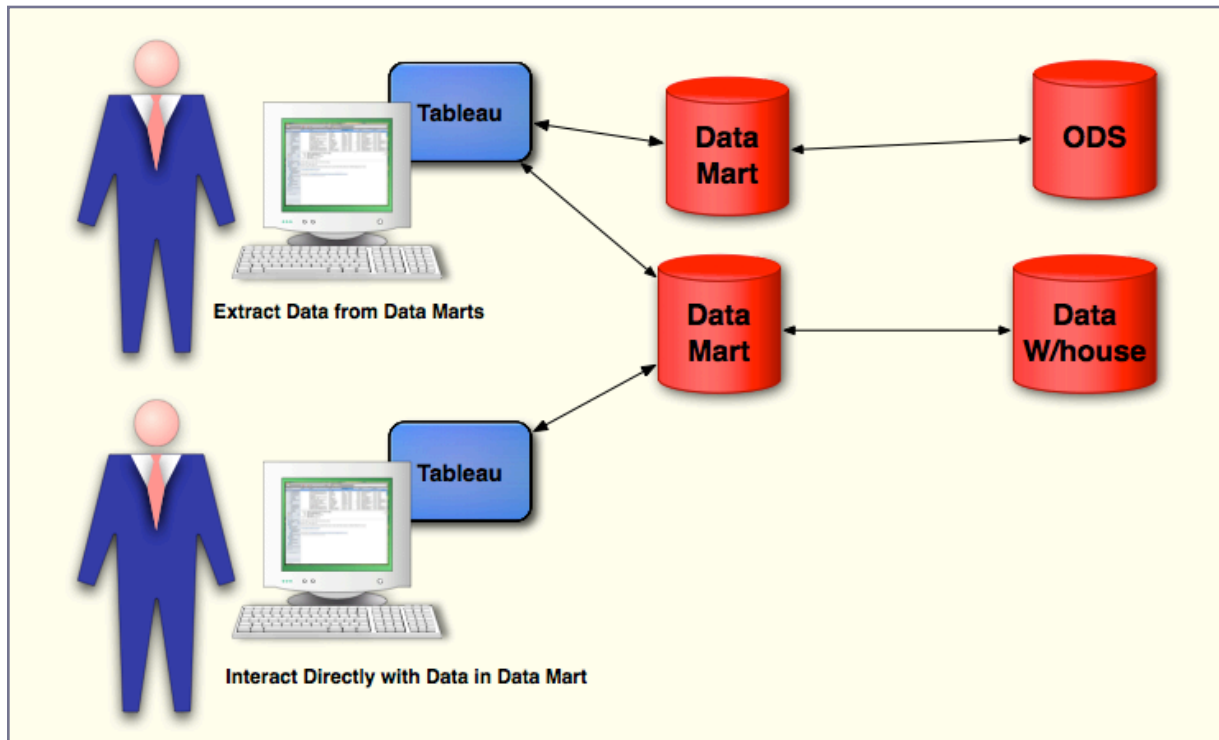 Tableau
Data
Mart
ODS
Extract Data from Data Marts
Data
Mart
Data
W/house
Tableau
Interact Directly with Data in Data Mart